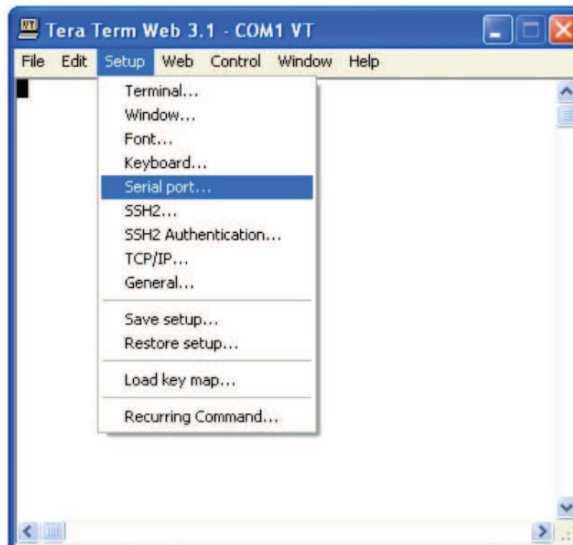 Tera Term Web 3.1 - COM1 VT
File Edit Setup Web Control Window Help
Terminal...
Window...
Font...
Keyboard...
Serial port...
SSH2...
SSH2 Authentication...
TCP/IP...
General...
Save setup...
Restore setup...
Load key map...
Recurring Command...